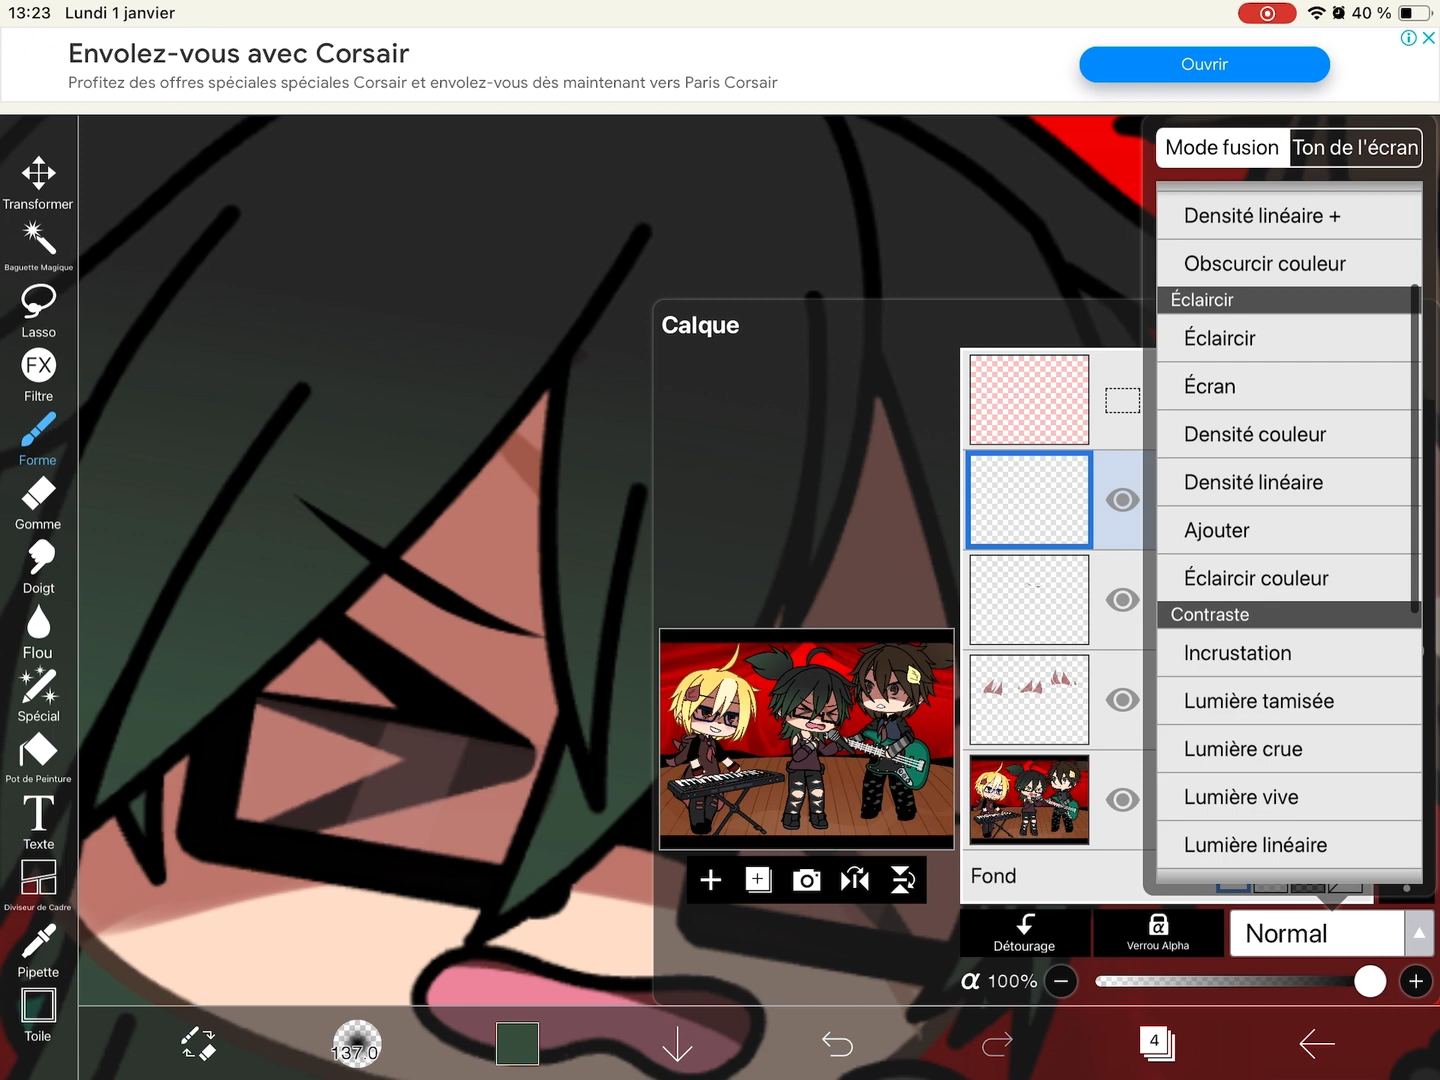 13:23 Lundi 1 janvier
40 %
Envolez-vous avec Corsair
Profitez des offres spéciales spéciales Corsair et envolez-vous dès maintenant vers Paris Corsair
Ouvrir
Transformer
Baguette Magique
Lasso
FX
Filtre
Forme
Gomme
Doigt
Flou
Spécial
Pot de Peinture
T
Texte
Diviseur de Cadre
Pipette
Toile
Mode fusion
Ton de l'écran
Densité linéaire +
Obscurcir couleur
Éclaircir
Éclaircir
Écran
Densité couleur
Densité linéaire
Ajouter
Éclaircir couleur
Contraste
Incrustation
Lumière tamisée
Lumière crue
Lumière vive
Lumière linéaire
Calque
Fond
Détourage
α
Verrou Alpha
Normal
α 100%
137.0
4